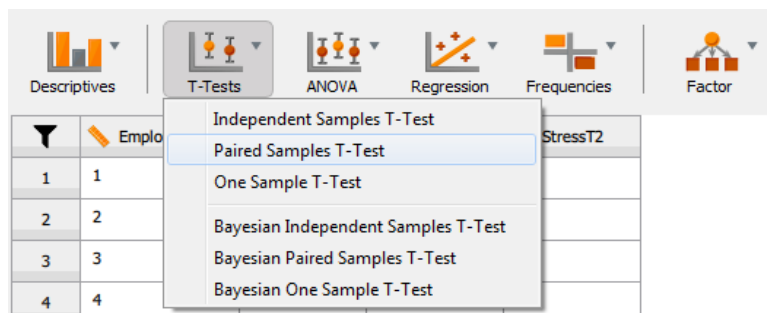 Descriptives T-Tests ANOVA Regression Frequencies Factor
Emplo StressT2
Independent Samples T-Test
Paired Samples T-Test
One Sample T-Test
Bayesian Independent Samples T-Test
Bayesian Paired Samples T-Test
Bayesian One Sample T-Test
1 1
2 2
3 3
4 4